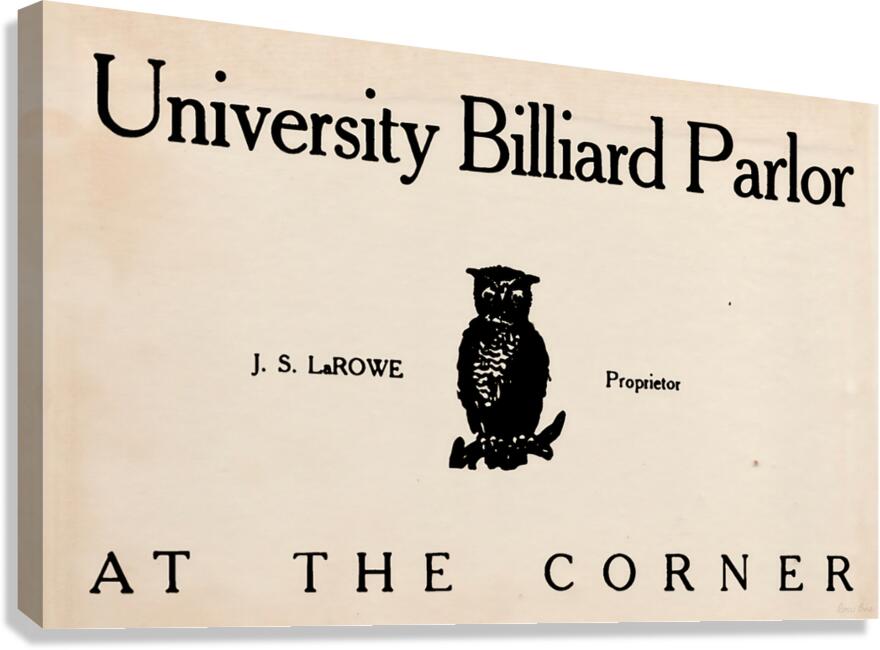 University Billiard Parlor
J. S. LaROWE
Proprietor
AT THE CORNER